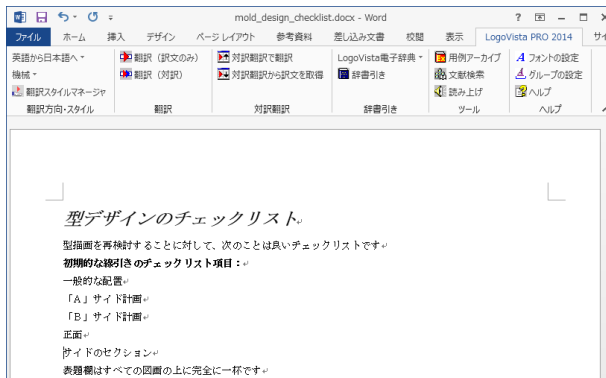 mold_design_checklist.docx - Word
ファイル ホーム 挿入 デザイン ページ レイアウト 参考資料 差し込み文書 校閲 表示 LogoVista PRO 2014 サイ
英語から日本語へ 翻訳（訳文のみ） 対訳翻訳で翻訳 LogoVista電子辞典 用例アーカイブ フォントの設定
機械 翻訳（対訳） 対訳翻訳から訳文を取得 辞書引き 文献検索 グループの設定
翻訳スタイルマネージャ 読み上げ ヘルプ
翻訳方向・スタイル 翻訳 対訳翻訳 辞書引き ツール ヘルプ
型デザインのチェックリスト
型描画を再検討することに対して、次のことは良いチェックリストです
初期的な線引きのチェックリスト項目：
一般的な配置
「A」サイド計画
「B」サイド計画
正面
サイドのセクション
表題欄はすべての図画の上に完全に一杯です